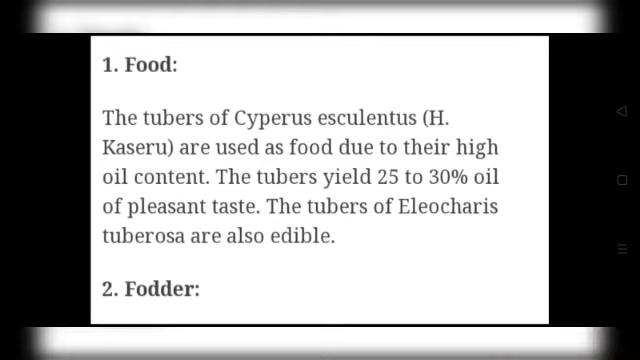 1. Food:
The tubers of Cyperus esculentus (H.
Kaseru) are used as food due to their high
oil content. The tubers yield 25 to 30% oil
of pleasant taste. The tubers of Eleocharis
tuberosa are also edible.
2. Fodder: